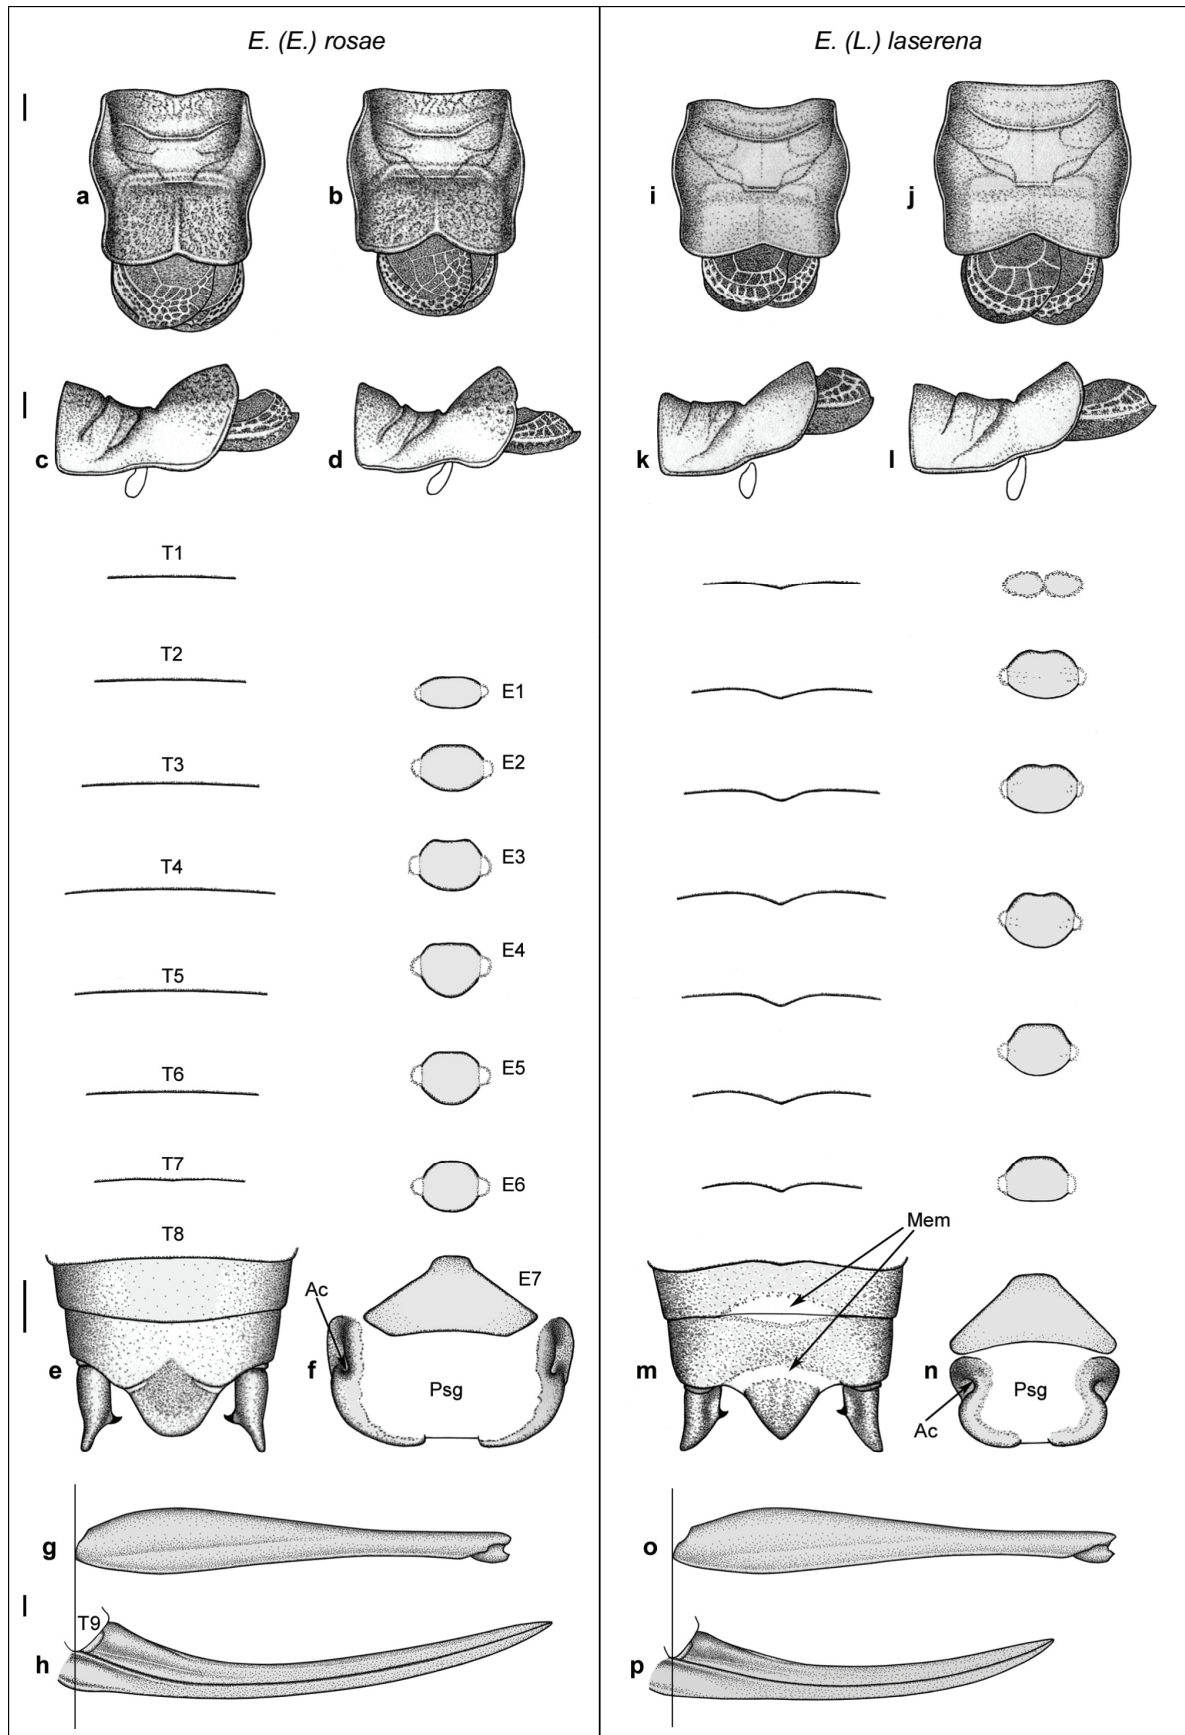 E. (E.) rosae
E. (L.) laserena
a
b
i
j
c
d
k
l
T1
T2
E1
T3
E2
T4
E3
T5
E4
T6
E5
T7
E6
T8
Mem
E7
Ac
e
f
Psg
m
n
Psg
Ac
g
o
T9
h
p